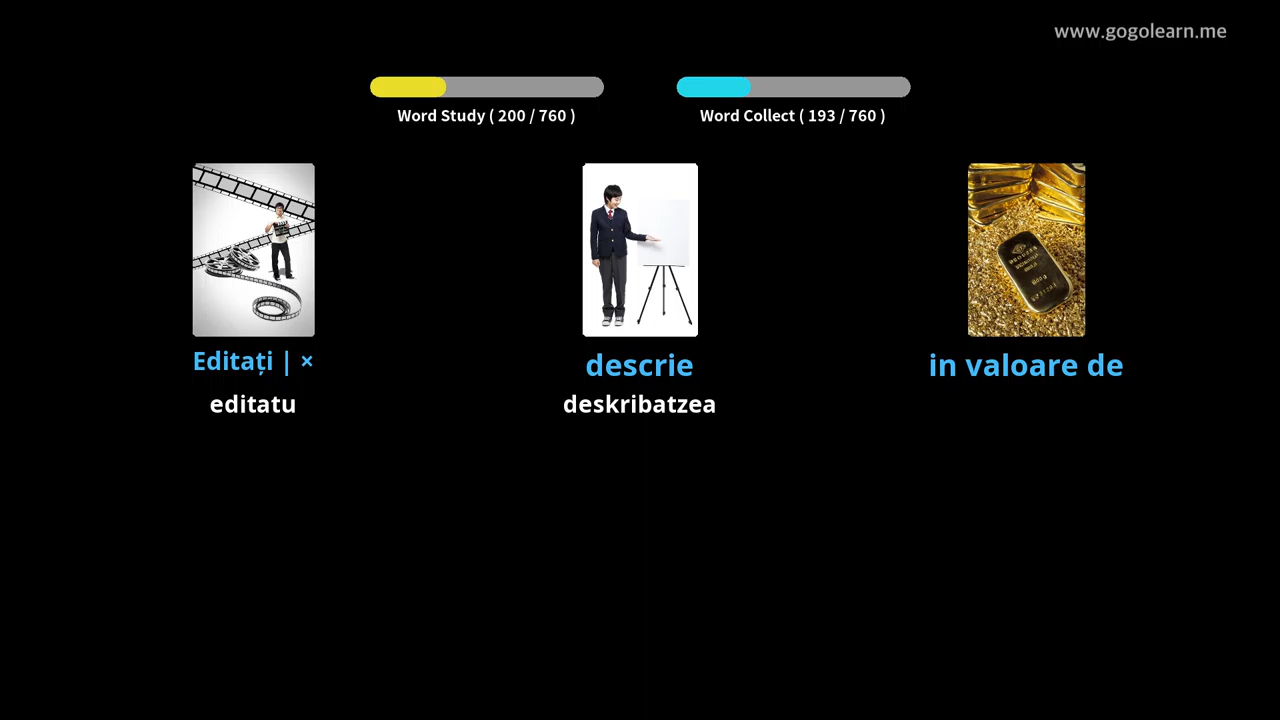 www.gogolearn.me
Word Study ( 200 / 760 )
Word Collect ( 193 / 760 )
Editați | ×
descrie
in valoare de
editatu
deskribatzea